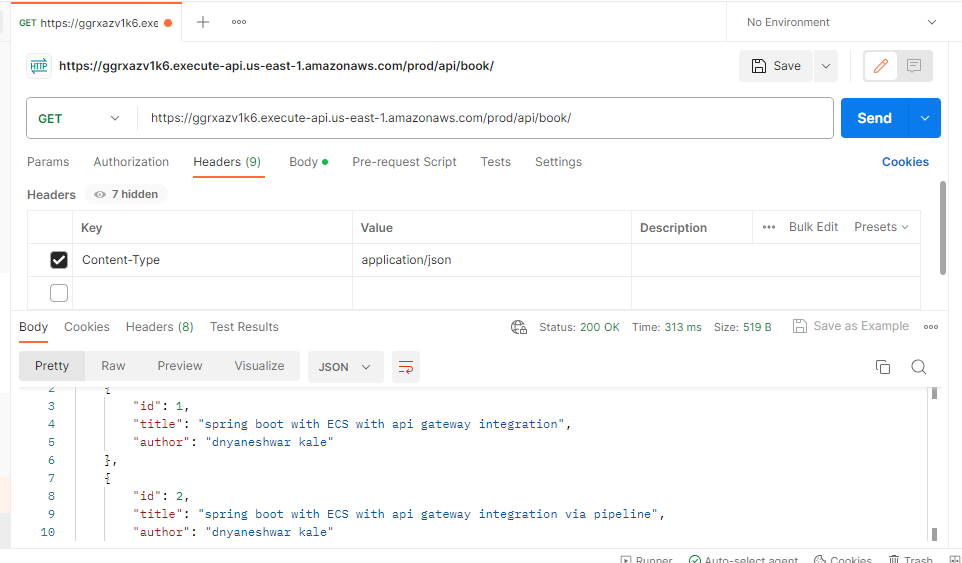 GET https://ggrxazv1k6.exe
No Environment
HTTP https://ggrxazv1k6.execute-api.us-east-1.amazonaws.com/prod/api/book/
Save
GET https://ggrxazv1k6.execute-api.us-east-1.amazonaws.com/prod/api/book/ Send
Params Authorization Headers (9) Body Pre-request Script Tests Settings Cookies
Headers 7 hidden
Key Value Description Bulk Edit Presets
Content-Type application/json
Body Cookies Headers (8) Test Results Status: 200 OK Time: 313 ms Size: 519 B Save as Example
Pretty Raw Preview Visualize JSON
2 {
3 "id": 1,
4 "title": "spring boot with ECS with api gateway integration",
5 "author": "dnyaneshwar kale"
6 },
7 {
8 "id": 2,
9 "title": "spring boot with ECS with api gateway integration via pipeline",
10 "author": "dnyaneshwar kale"
Runner Auto-select agent Cookies Trash